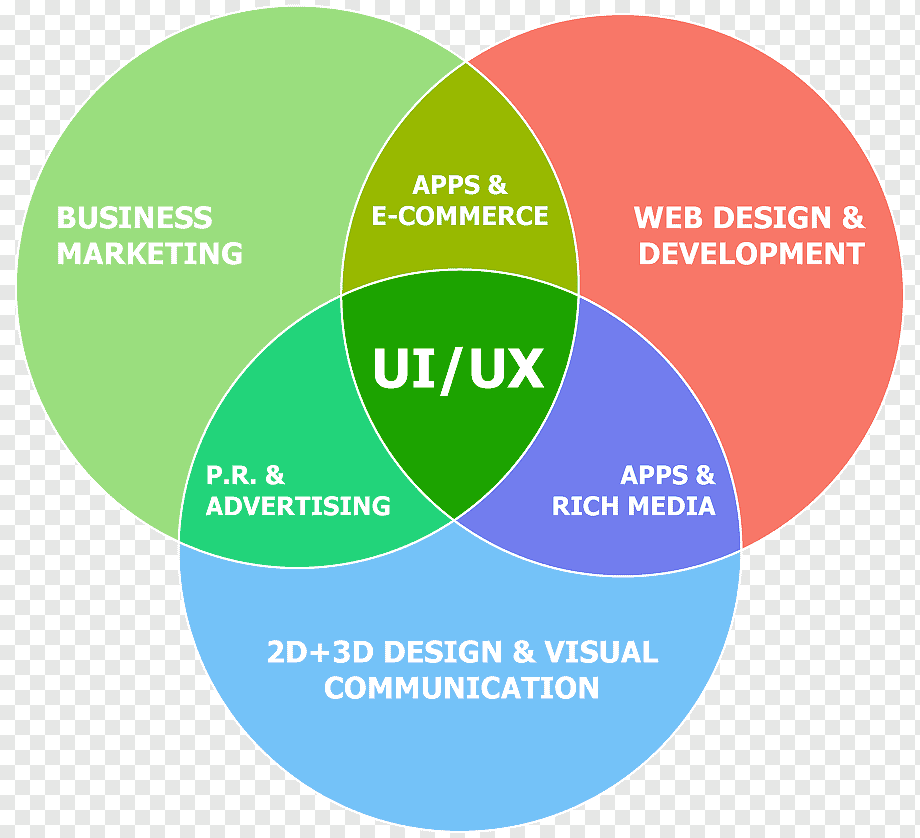 APPS &
E-COMMERCE
BUSINESS
MARKETING
WEB DESIGN &
DEVELOPMENT
UI/UX
P.R. &
ADVERTISING
APPS &
RICH MEDIA
2D+3D DESIGN & VISUAL
COMMUNICATION